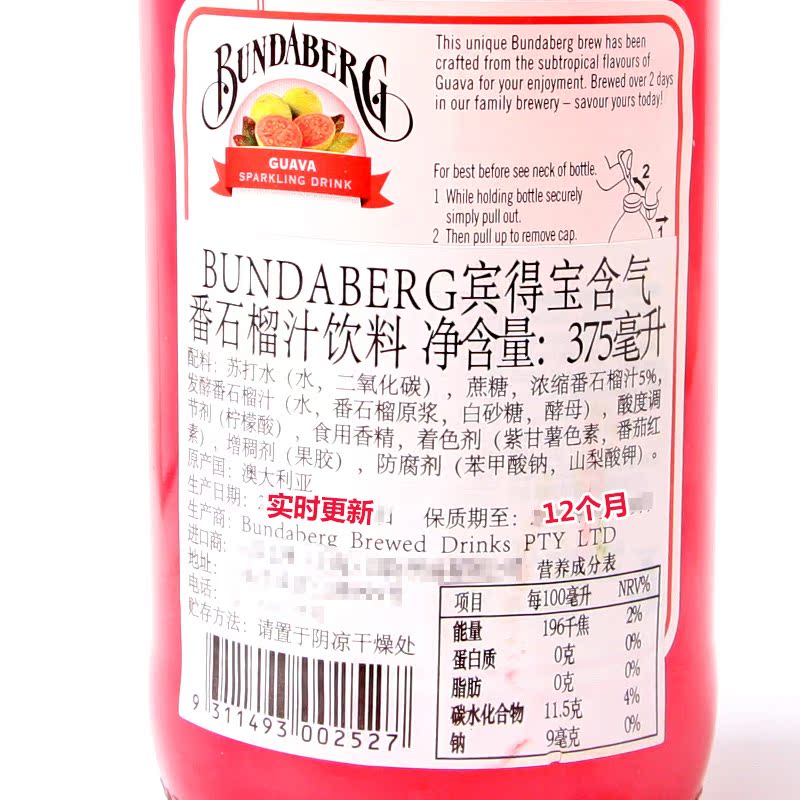 BUNDABERG
GUAVA
SPARKLING DRINK
This unique Bundaberg brew has been
crafted from the subtropical flavours of
Guava for your enjoyment. Brewed over 2 days
in our family brewery – savour yours today!
For best before see neck of bottle.
1 While holding bottle securely
simply pull out.
2 Then pull up to remove cap.
2
1
BUNDABERG宾得宝含气
番石榴汁饮料 净含量: 375毫升
配料: 苏打水（水, 二氧化碳）, 蔗糖, 浓缩番石榴汁5%,
发酵番石榴汁（水, 番石榴原浆, 白砂糖, 酵母）, 酸度调
节剂（柠檬酸）, 食用香精, 着色剂（紫甘薯色素, 番茄红
素）, 增稠剂（果胶）, 防腐剂（苯甲酸钠, 山梨酸钾）。
原产国: 澳大利亚
生产日期: 实时更新 保质期至: 12个月
生产商: Bundaberg Brewed Drinks PTY LTD
进口商:
地址:
电话:
贮存方法: 请置于阴凉干燥处
营养成分表
项目 每100毫升 NRV%
能量 196千焦 2%
蛋白质 0克 0%
脂肪 0克 0%
碳水化合物 11.5克 4%
钠 9毫克 0%
9 311493 002527